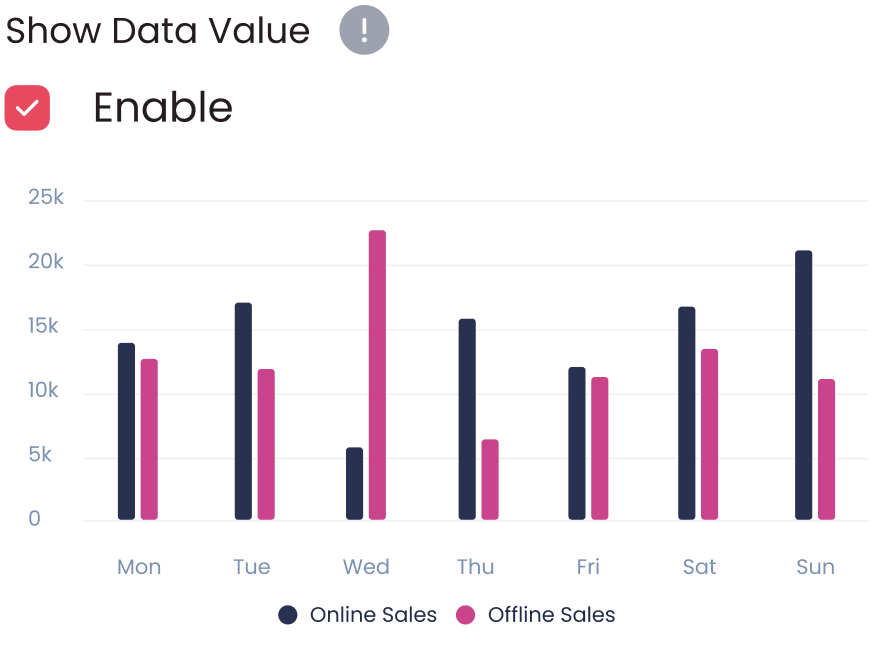 Show Data Value !
Enable
25k
20k
15k
10k
5k
0
Mon Tue Wed Thu Fri Sat Sun
Online Sales Offline Sales